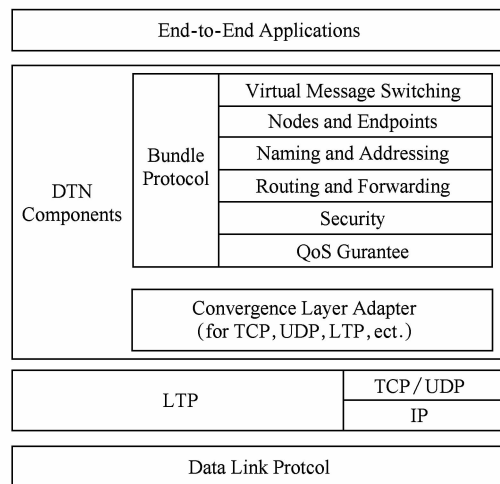 End-to-End Applications
DTN
Components
Bundle
Protocol
Virtual Message Switching
Nodes and Endpoints
Naming and Addressing
Routing and Forwarding
Security
QoS Gurantee
Convergence Layer Adapter
(for TCP, UDP, LTP, ect.)
LTP
TCP/UDP
IP
Data Link Protcol